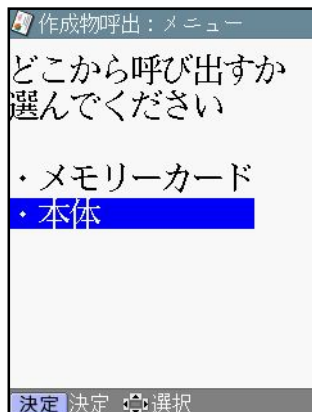 作成物呼出：メニュー
どこから呼び出すか
選んでください
・メモリーカード
・本体
決定 決定 選択